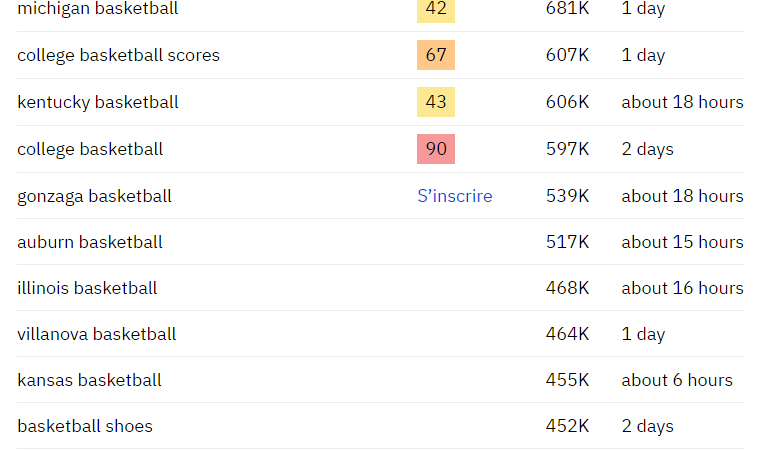 michigan basketball 42 681K 1 day
college basketball scores 67 607K 1 day
kentucky basketball 43 606K about 18 hours
college basketball 90 597K 2 days
gonzaga basketball S'inscrire 539K about 18 hours
auburn basketball 517K about 15 hours
illinois basketball 468K about 16 hours
villanova basketball 464K 1 day
kansas basketball 455K about 6 hours
basketball shoes 452K 2 days